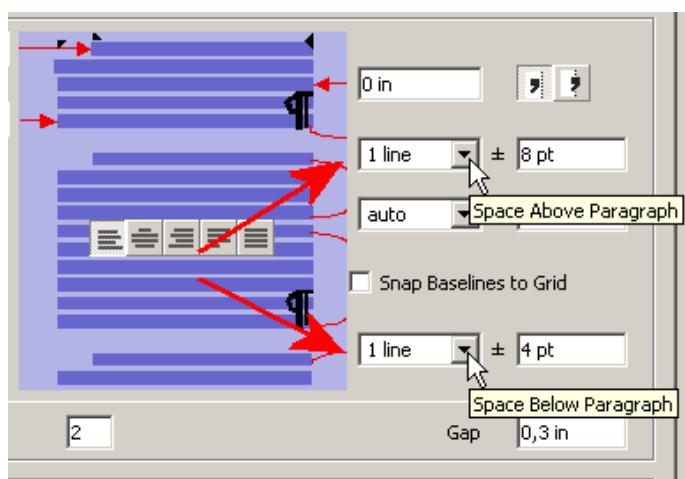 0 in
1 line ± 8 pt
Space Above Paragraph
auto
Snap Baselines to Grid
1 line ± 4 pt
Space Below Paragraph
2 Gap 0,3 in